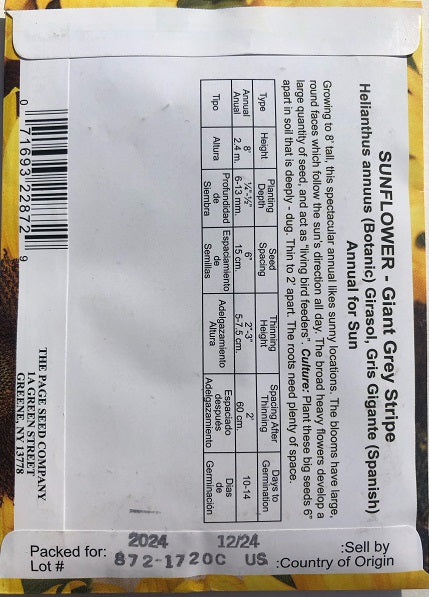 SUNFLOWER - Giant Grey Stripe
Helianthus annuus (Botanic) Girasol, Gris Gigante (Spanish)
Annual for Sun
Growing to 8' tall, this spectacular annual likes sunny locations. The blooms have large,
round faces which follow the sun's direction all day. The broad heavy flowers develop a
large quantity of seed, and act as "living bird feeders". Culture: Plant these big seeds 6"
apart in soil that is deeply - dug. Thin to 2' apart. The roots need plenty of space.
Type Height Planting Depth Seed Spacing Thinning Height Spacing After Thinning Days to Germination
Annual 8' ¼"-½" 6" 2"-3" 2' 10-14
Anual 2.4 m. 6-13 mm. 15 cm. 5-7.5 cm. 60 cm.
Tipo Altura Profundidad de Siembra Espaciamiento de Semillas Adelgazamiento Altura Espaciado después Adelgazamiento Dias de Germinación
0 71693 22872 9
THE PAGE SEED COMPANY
1A GREEN STREET
GREENE, NY 13778
Packed for: 2024 12/24 :Sell by
Lot # 872-1720C US :Country of Origin